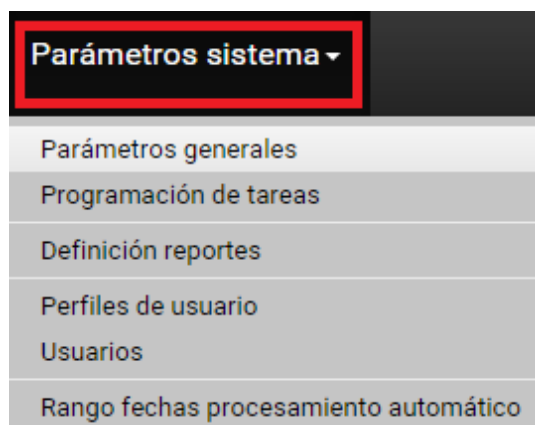 Parámetros sistema
Parámetros generales
Programación de tareas
Definición reportes
Perfiles de usuario
Usuarios
Rango fechas procesamiento automático